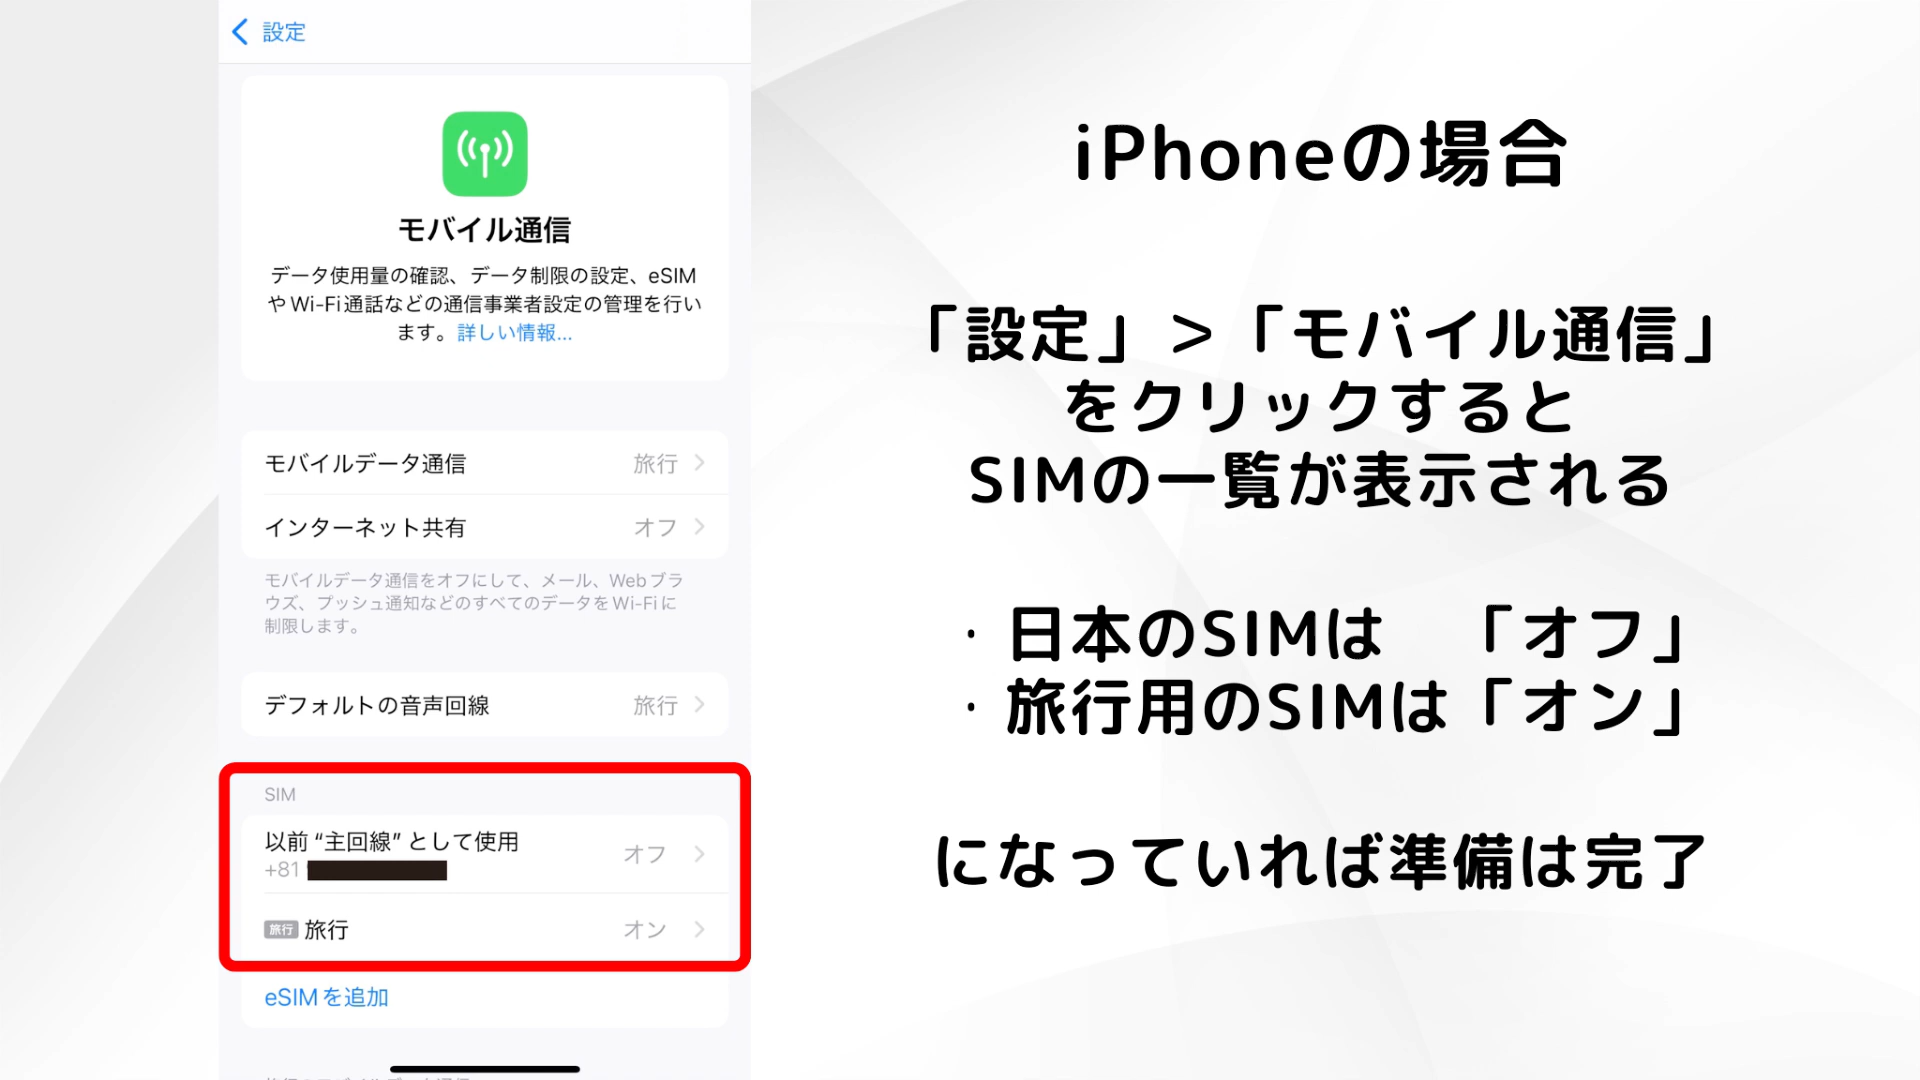 設定
モバイル通信
データ使用量の確認、データ制限の設定、eSIM
やWi-Fi通話などの通信事業者設定の管理を行い
ます。詳しい情報...
モバイルデータ通信 旅行
インターネット共有 オフ
モバイルデータ通信をオフにして、メール、Webブラ
ウズ、プッシュ通知などのすべてのデータをWi-Fiに
制限します。
デフォルトの音声回線 旅行
SIM
以前“主回線”として使用 オフ
+81
旅行 旅行 オン
eSIMを追加
iPhoneの場合
「設定」>「モバイル通信」
をクリックすると
SIMの一覧が表示される
・日本のSIMは 「オフ」
・旅行用のSIMは「オン」
になっていれば準備は完了